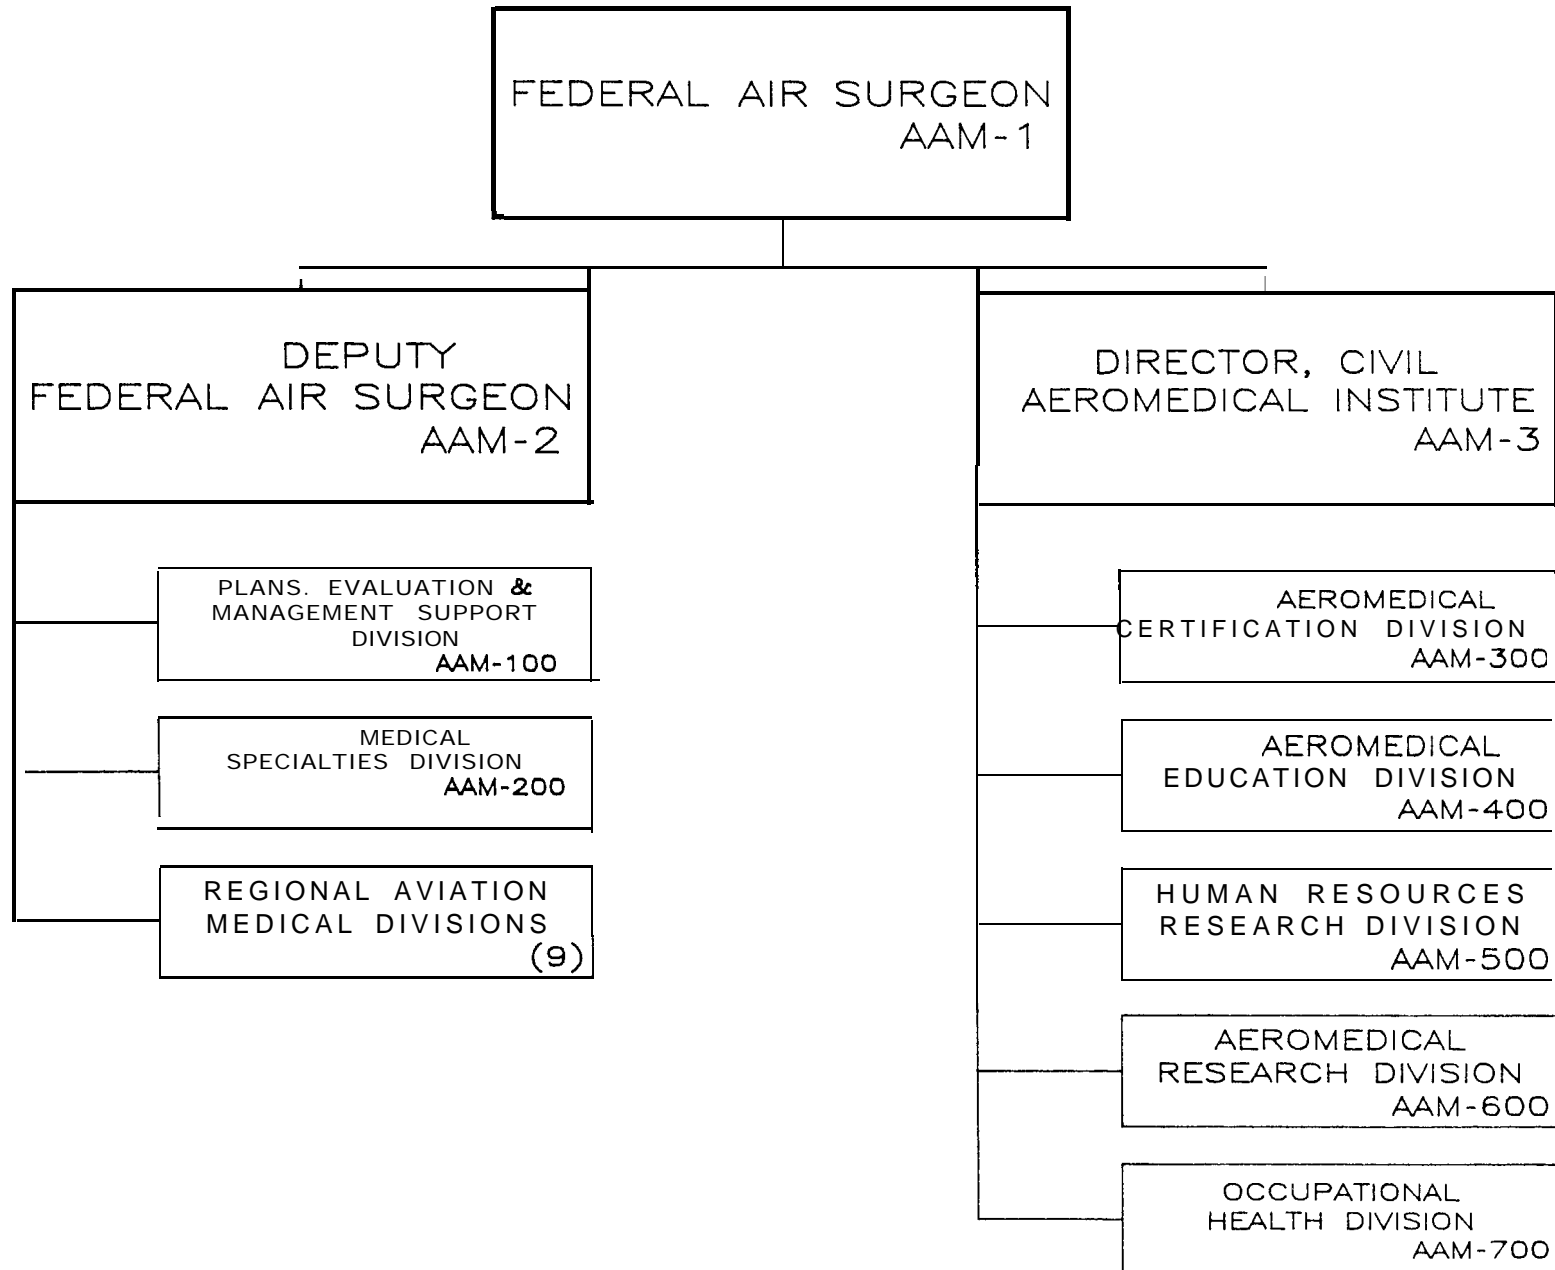 FEDERAL AIR SURGEON
AAM-1
DEPUTY
FEDERAL AIR SURGEON
AAM-2
PLANS. EVALUATION &
MANAGEMENT SUPPORT
DIVISION
AAM-100
MEDICAL
SPECIALTIES DIVISION
AAM-200
REGIONAL AVIATION
MEDICAL DIVISIONS
(9)
DIRECTOR, CIVIL
AEROMEDICAL INSTITUTE
AAM-3
AEROMEDICAL
CERTIFICATION DIVISION
AAM-300
AEROMEDICAL
EDUCATION DIVISION
AAM-400
HUMAN RESOURCES
RESEARCH DIVISION
AAM-500
AEROMEDICAL
RESEARCH DIVISION
AAM-600
OCCUPATIONAL
HEALTH DIVISION
AAM-700